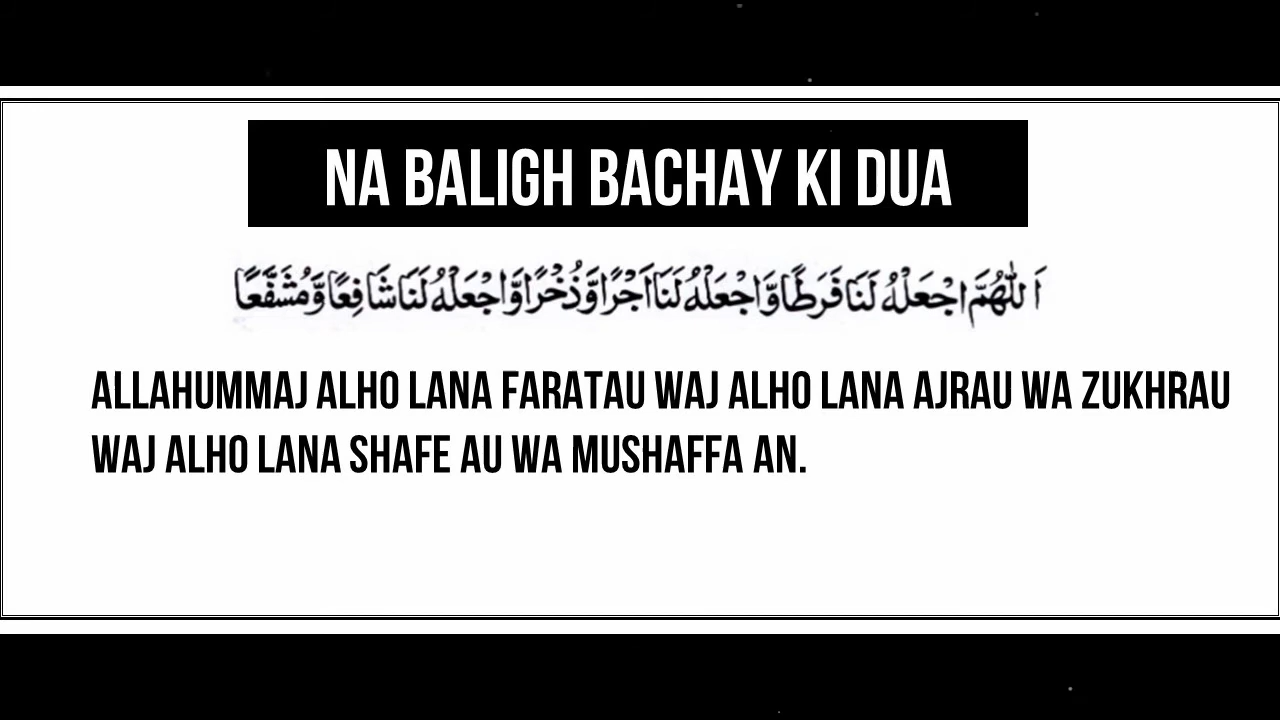 NA BALIGH BACHAY KI DUA
اَللّٰهُمَّ اجْعَلْهُ لَنَا فَرَطًا وَّاجْعَلْهُ لَنَا اَجْرًا وَّذُخْرًا وَّاجْعَلْهُ لَنَا شَافِعًا وَّمُشَفَّعًا
ALLAHUMMAJ ALHO LANA FARATAU WAJ ALHO LANA AJRAU WA ZUKHRAU
WAJ ALHO LANA SHAFE AU WA MUSHAFFA AN.